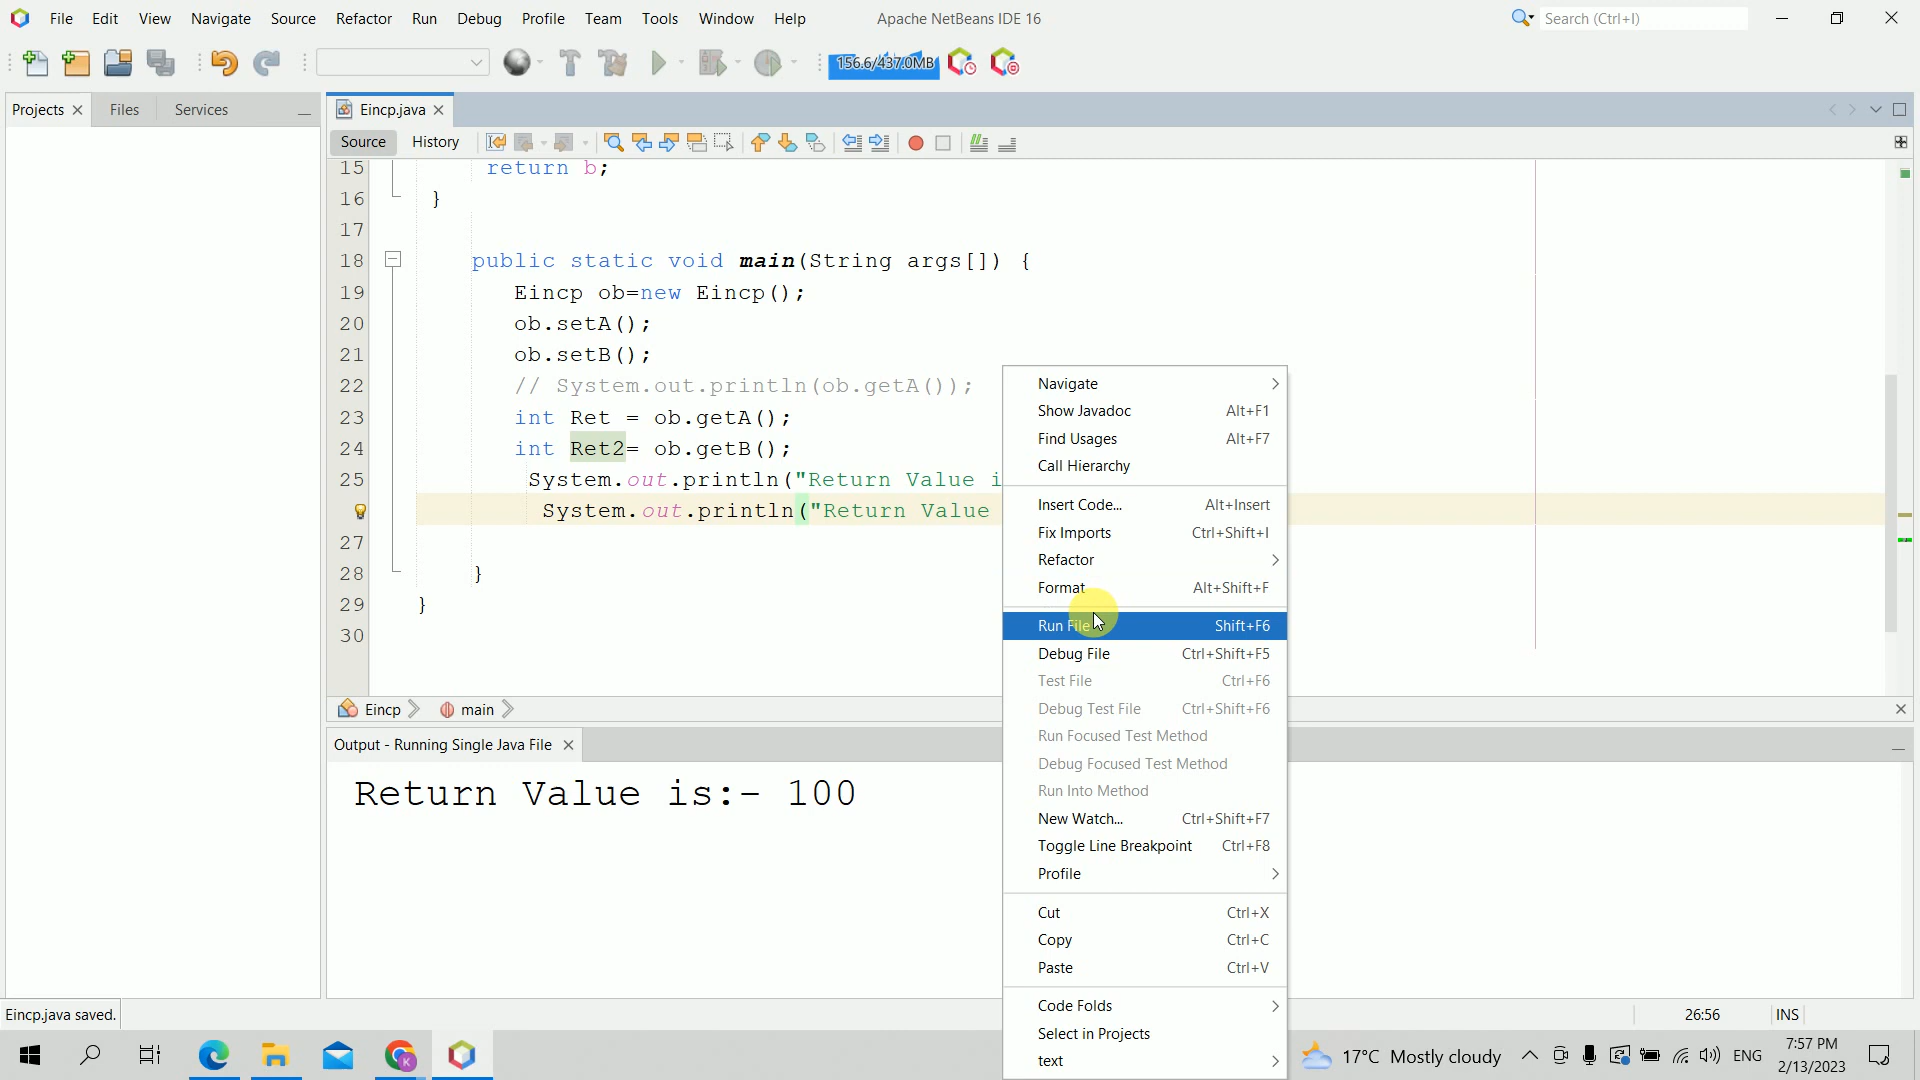 File Edit View Navigate Source Refactor Run Debug Profile Team Tools Window Help Apache NetBeans IDE 16 Search (Ctrl+I)
156.6/437.0MB
Projects Files Services Eincp.java
Source History
15 return b;
16 }
17
18 public static void main(String args[]) {
19 Eincp ob=new Eincp();
20 ob.setA();
21 ob.setB();
22 // System.out.println(ob.getA());
23 int Ret = ob.getA();
24 int Ret2= ob.getB();
25 System.out.println("Return Value i
System.out.println("Return Value
27
28 }
29 }
30
Navigate
Show Javadoc Alt+F1
Find Usages Alt+F7
Call Hierarchy
Insert Code... Alt+Insert
Fix Imports Ctrl+Shift+I
Refactor
Format Alt+Shift+F
Run File Shift+F6
Debug File Ctrl+Shift+F5
Test File Ctrl+F6
Debug Test File Ctrl+Shift+F6
Run Focused Test Method
Debug Focused Test Method
Run Into Method
New Watch... Ctrl+Shift+F7
Toggle Line Breakpoint Ctrl+F8
Profile
Cut Ctrl+X
Copy Ctrl+C
Paste Ctrl+V
Code Folds
Select in Projects
text
Eincp main
Output - Running Single Java File
Return Value is:- 100
Eincp.java saved. 26:56 INS
K
17°C Mostly cloudy ENG 7:57 PM
2/13/2023